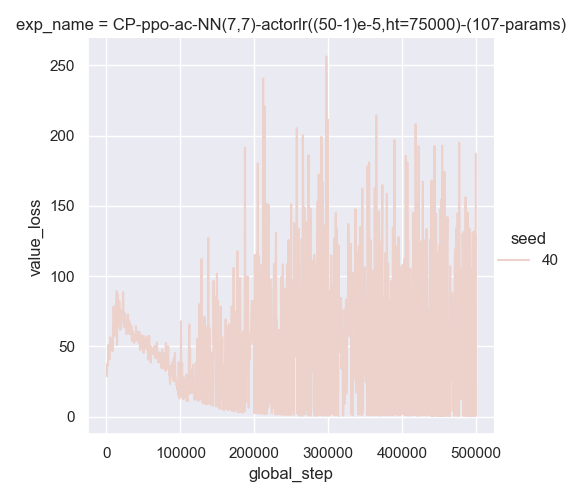 exp_name = CP-ppo-ac-NN(7,7)-actorlr((50-1)e-5,ht=75000)-(107-params)
250
200
150
100
50
0
value_loss
0 100000 200000 300000 400000 500000
global_step
seed
40